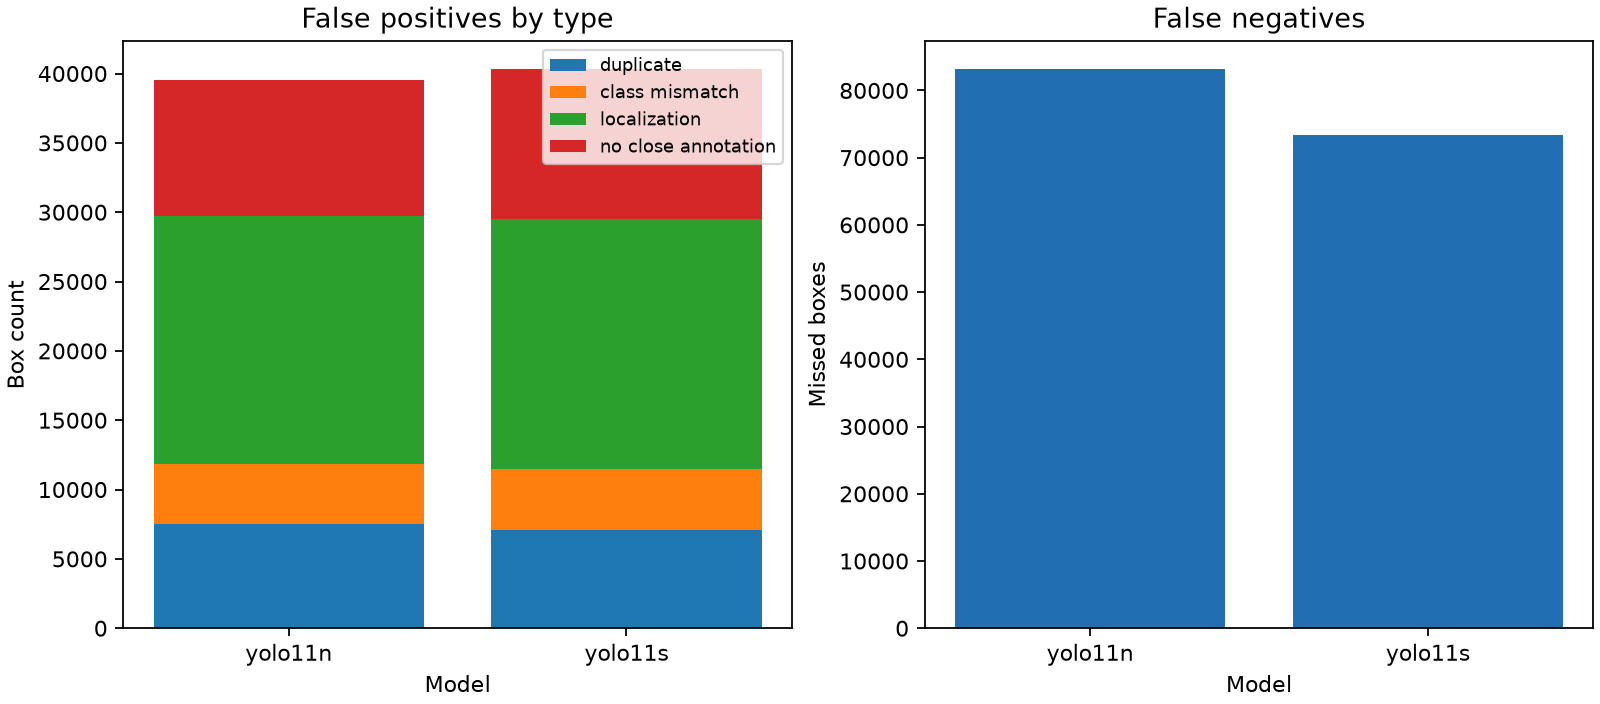 False positives by type
Box count
40000
35000
30000
25000
20000
15000
10000
5000
0
duplicate
class mismatch
localization
no close annotation
yolo11n
yolo11s
Model
False negatives
Missed boxes
80000
70000
60000
50000
40000
30000
20000
10000
0
yolo11n
yolo11s
Model